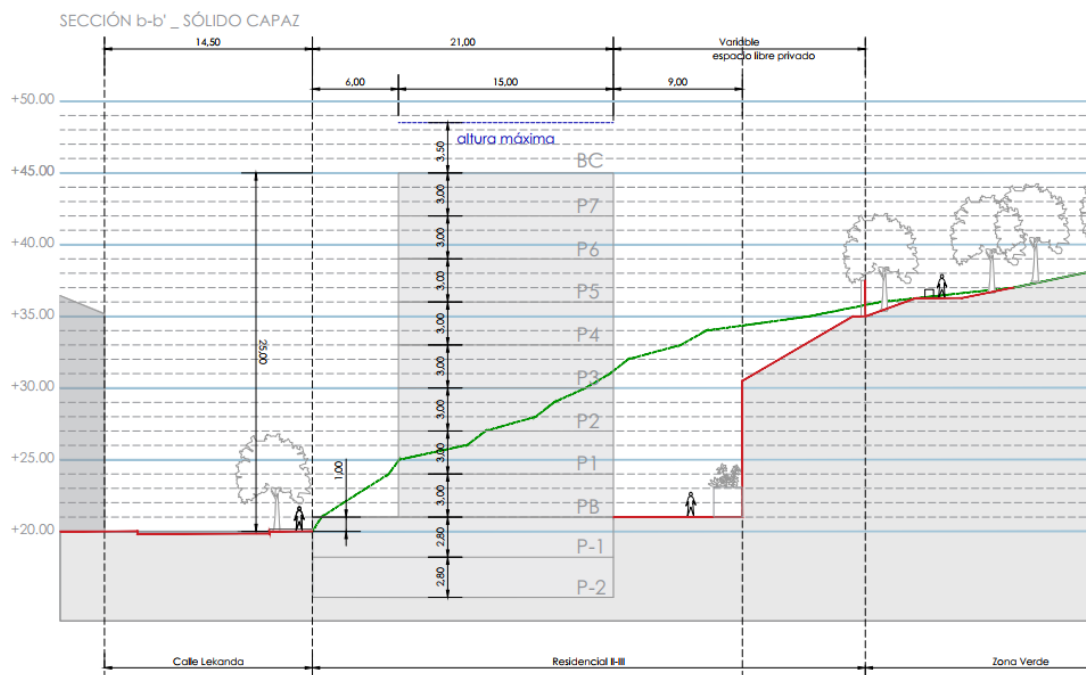 SECCIÓN b-b' _ SÓLIDO CAPAZ
14,50
21,00
Variable
espacio libre privado
6,00
15,00
9,00
+50.00
altura máxima
3,50
BC
+45.00
3,00
P7
3,00
P6
+40.00
3,00
P5
+35.00
3,00
P4
25,00
3,00
P3
+30.00
3,00
P2
+25.00
3,00
P1
1,00
3,00
PB
+20.00
2,80
P-1
2,80
P-2
Calle Lekanda
Residencial II-III
Zona Verde